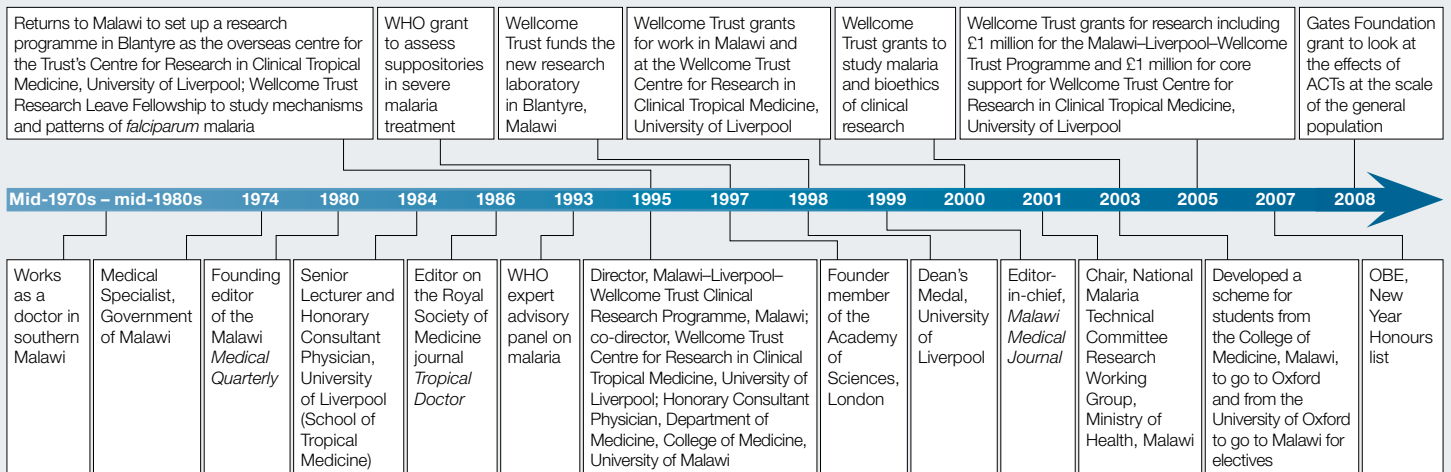 Returns to Malawi to set up a research
programme in Blantyre as the overseas centre for
the Trust's Centre for Research in Clinical Tropical
Medicine, University of Liverpool; Wellcome Trust
Research Leave Fellowship to study mechanisms
and patterns of falciparum malaria
WHO grant
to assess
suppositories
in severe
malaria
treatment
Wellcome
Trust funds the
new research
laboratory
in Blantyre,
Malawi
Wellcome Trust grants
for work in Malawi and
at the Wellcome Trust
Centre for Research in
Clinical Tropical Medicine,
University of Liverpool
Wellcome
Trust grants to
study malaria
and bioethics
of clinical
research
Wellcome Trust grants for research including
£1 million for the Malawi–Liverpool–Wellcome
Trust Programme and £1 million for core
support for Wellcome Trust Centre for
Research in Clinical Tropical Medicine,
University of Liverpool
Gates Foundation
grant to look at
the effects of
ACTs at the scale
of the general
population
Mid-1970s – mid-1980s 1974 1980 1984 1986 1993 1995 1997 1998 1999 2000 2001 2003 2005 2007 2008
Works
as a
doctor in
southern
Malawi
Medical
Specialist,
Government
of Malawi
Founding
editor
of the
Malawi
Medical
Quarterly
Senior
Lecturer and
Honorary
Consultant
Physician,
University
of Liverpool
(School of
Tropical
Medicine)
Editor on
the Royal
Society of
Medicine
journal
Tropical
Doctor
WHO
expert
advisory
panel on
malaria
Director, Malawi–Liverpool–
Wellcome Trust Clinical
Research Programme, Malawi;
co-director, Wellcome Trust
Centre for Research in Clinical
Tropical Medicine, University of
Liverpool; Honorary Consultant
Physician, Department of
Medicine, College of Medicine,
University of Malawi
Founder
member
of the
Academy
of
Sciences,
London
Dean's
Medal,
University
of
Liverpool
Editor-
in-chief,
Malawi
Medical
Journal
Chair, National
Malaria
Technical
Committee
Research
Working
Group,
Ministry of
Health, Malawi
Developed a
scheme for
students from
the College of
Medicine, Malawi,
to go to Oxford
and from the
University of Oxford
to go to Malawi for
electives
OBE,
New
Year
Honours
list